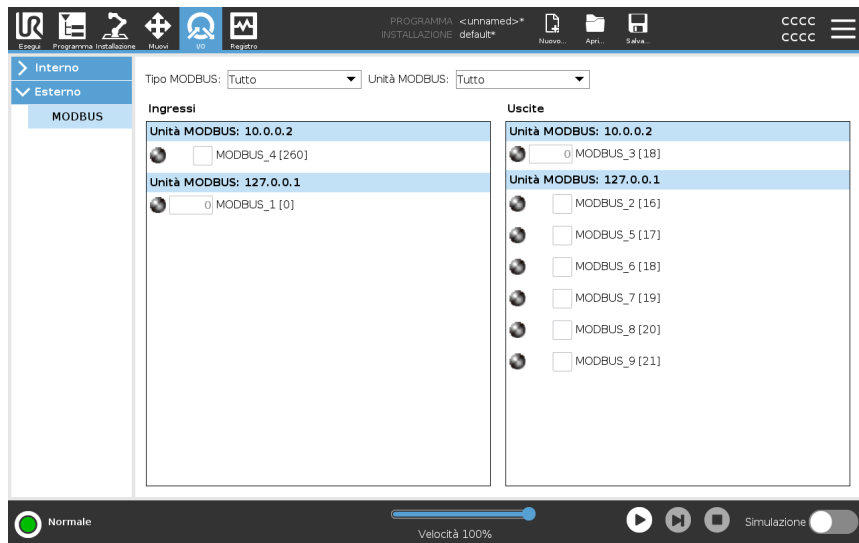 UR
PROGRAMMA <unnamed>*
INSTALLAZIONE default*
CCCC
CCCC
Esegui Programma Installazione Muovi I/O Registro Nuovo... Apri... Salva...
Interno
Esterno
MODBUS
Tipo MODBUS: Tutto Unità MODBUS: Tutto
Ingressi
Unità MODBUS: 10.0.0.2
MODBUS_4 [260]
Unità MODBUS: 127.0.0.1
0 MODBUS_1 [0]
Uscite
Unità MODBUS: 10.0.0.2
0 MODBUS_3 [18]
Unità MODBUS: 127.0.0.1
MODBUS_2 [16]
MODBUS_5 [17]
MODBUS_6 [18]
MODBUS_7 [19]
MODBUS_8 [20]
MODBUS_9 [21]
Normale
Velocità 100%
Simulazione